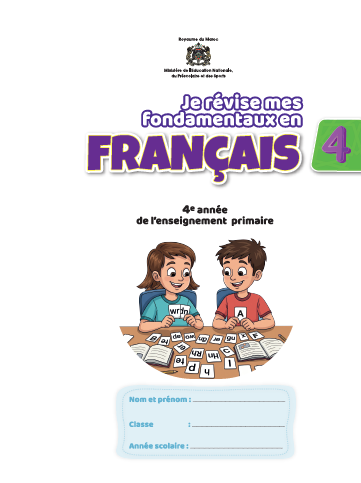 Royaume du Maroc
Ministère de l'Éducation Nationale,
du Préscolaire et des Sports
Je révise mes
fondamentaux en
FRANÇAIS 4
4e année
de l'enseignement primaire
A
Nom et prénom :
Classe :
Année scolaire :